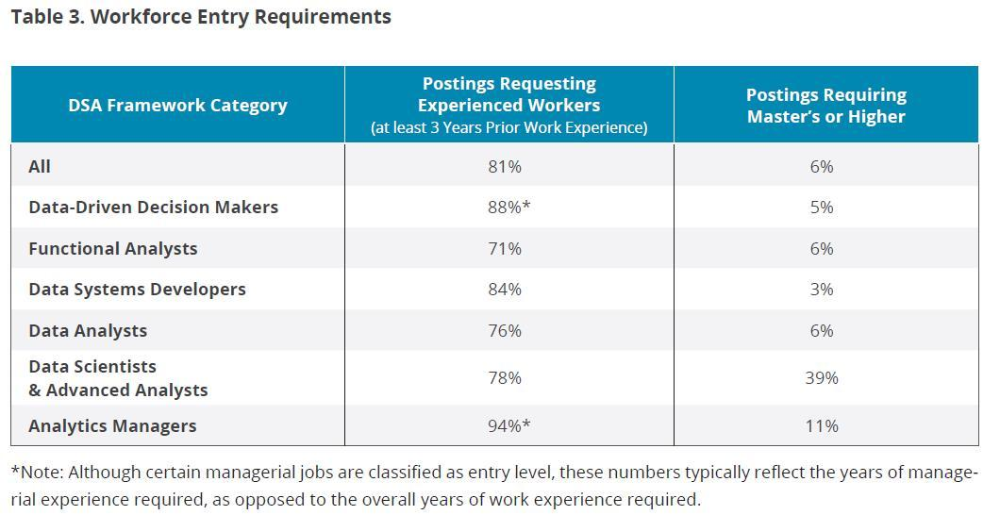 Table 3. Workforce Entry Requirements
DSA Framework Category
Postings Requesting
Experienced Workers
(at least 3 Years Prior Work Experience)
Postings Requiring
Master’s or Higher
All 81% 6%
Data-Driven Decision Makers 88%* 5%
Functional Analysts 71% 6%
Data Systems Developers 84% 3%
Data Analysts 76% 6%
Data Scientists
& Advanced Analysts 78% 39%
Analytics Managers 94%* 11%
*Note: Although certain managerial jobs are classified as entry level, these numbers typically reflect the years of manage-
rial experience required, as opposed to the overall years of work experience required.